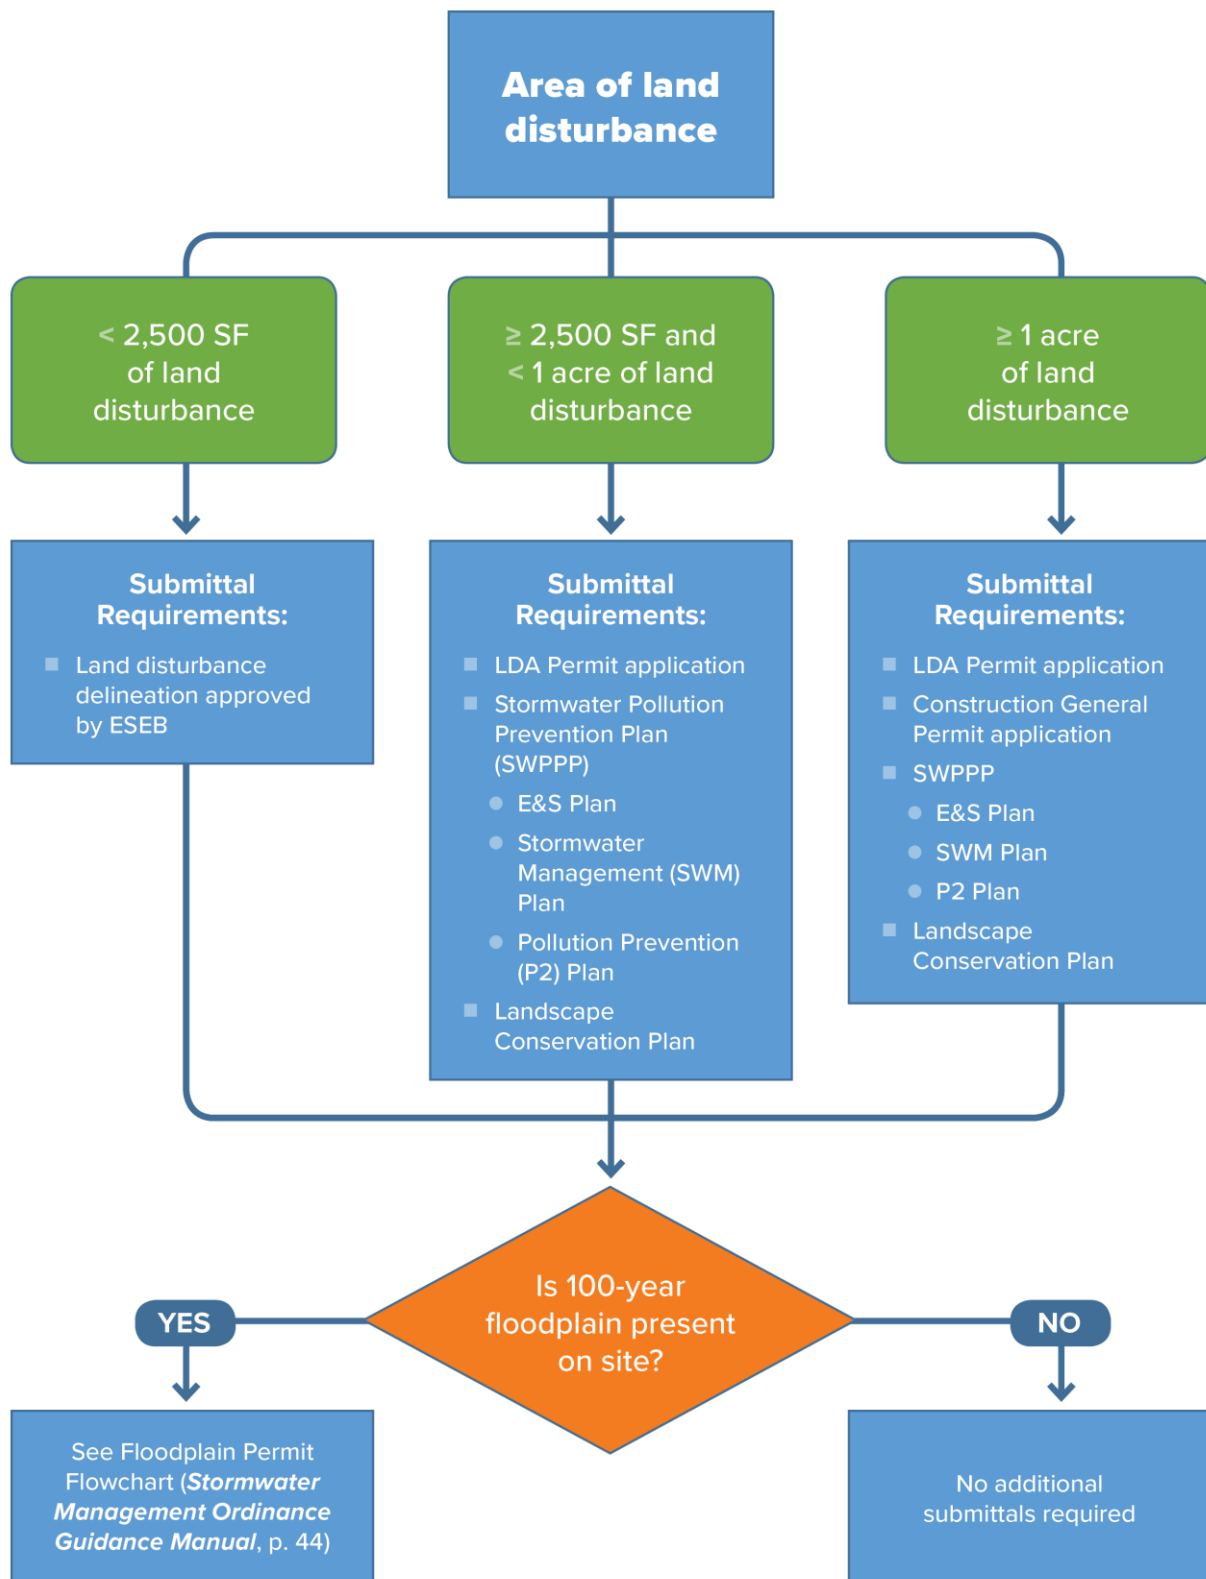 Area of land
disturbance
< 2,500 SF
of land
disturbance
≥ 2,500 SF and
< 1 acre of land
disturbance
≥ 1 acre
of land
disturbance
Submittal
Requirements:
Land disturbance
delineation approved
by ESEB
Submittal
Requirements:
LDA Permit application
Stormwater Pollution
Prevention Plan
(SWPPP)
E&S Plan
Stormwater
Management (SWM)
Plan
Pollution Prevention
(P2) Plan
Landscape
Conservation Plan
Submittal
Requirements:
LDA Permit application
Construction General
Permit application
SWPPP
E&S Plan
SWM Plan
P2 Plan
Landscape
Conservation Plan
Is 100-year
floodplain present
on site?
YES
NO
See Floodplain Permit
Flowchart (Stormwater
Management Ordinance
Guidance Manual, p. 44)
No additional
submittals required